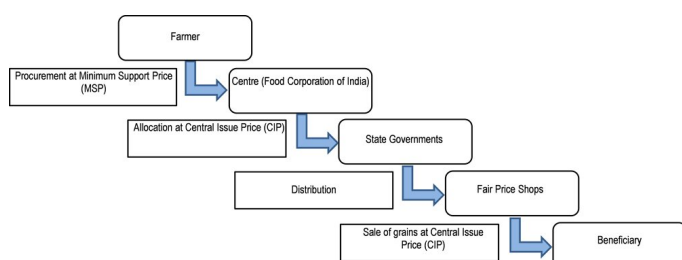 Farmer
Procurement at Minimum Support Price
(MSP)
Centre (Food Corporation of India)
Allocation at Central Issue Price (CIP)
State Governments
Distribution
Fair Price Shops
Sale of grains at Central Issue
Price (CIP)
Beneficiary